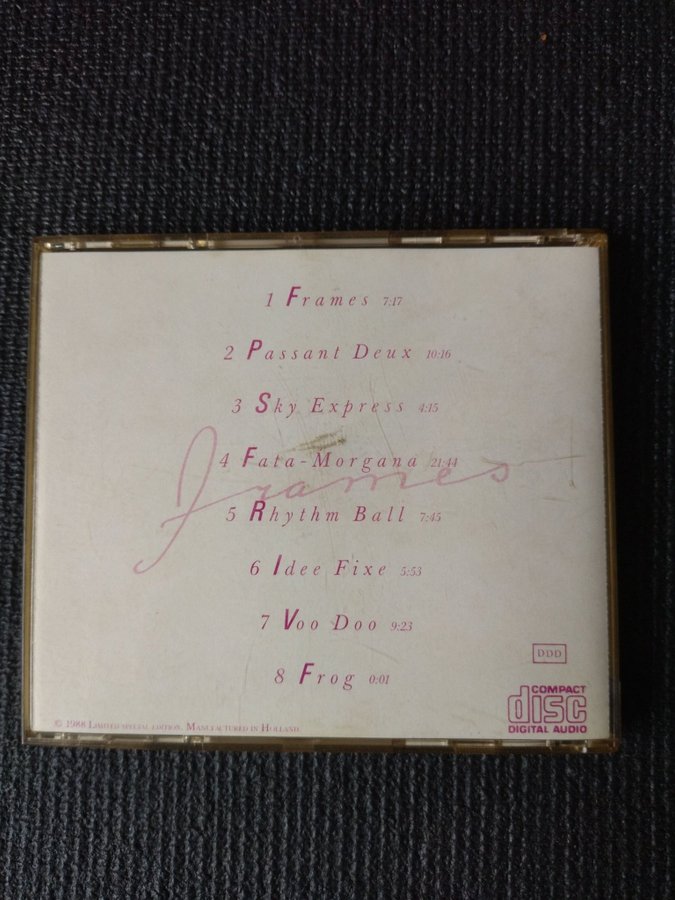 1 Frames 7:17
2 Passant Deux 10:16
3 Sky Express 4:15
4 Fata-Morgana 21:44
Frames
5 Rhythm Ball 7:45
6 Idee Fixe 5:53
7 Voo Doo 9:23
8 Frog 0:01
DDD
COMPACT
disc
DIGITAL AUDIO
© 1988 Limited special edition. Manufactured in Holland.